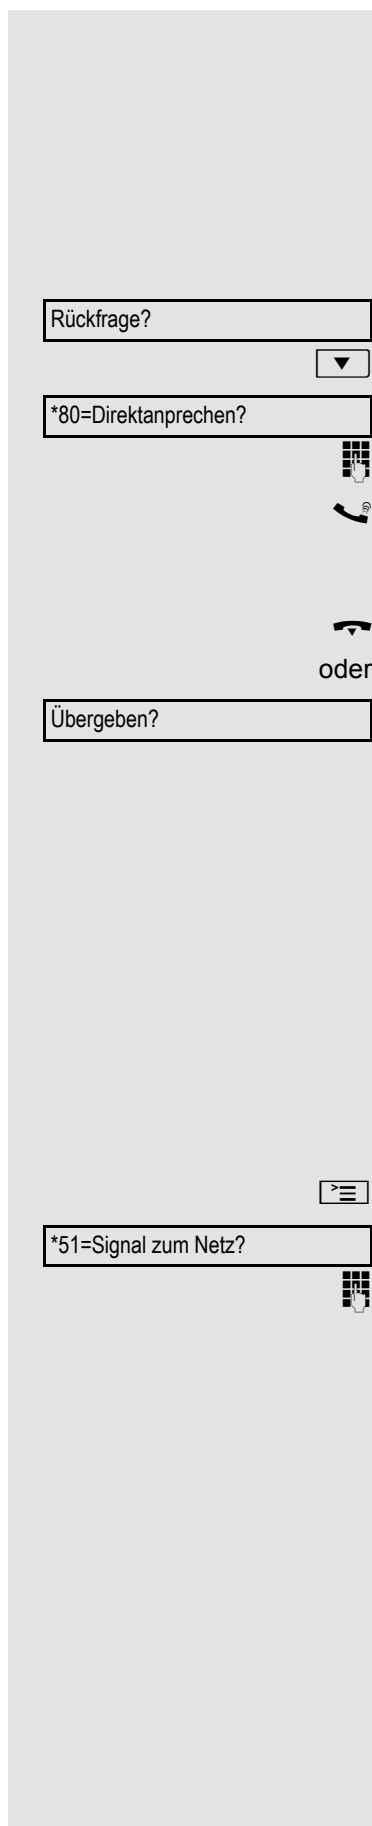 Rückfrage?
*80=Direktanprechen?
oder
Übergeben?
*51=Signal zum Netz?